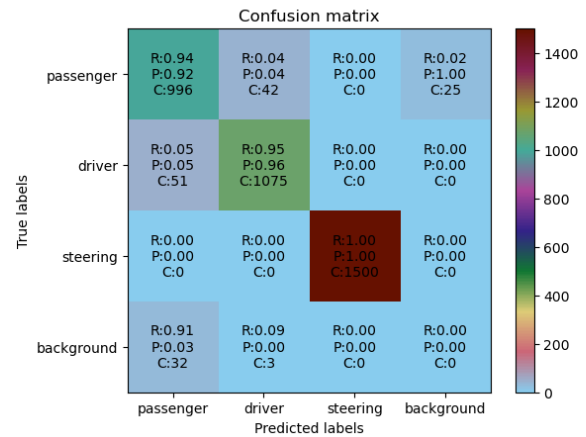 Confusion matrix
R:0.94 R:0.04 R:0.00 R:0.02
passenger P:0.92 P:0.04 P:0.00 P:1.00
C:996 C:42 C:0 C:25
R:0.05 R:0.95 R:0.00 R:0.00
driver P:0.05 P:0.96 P:0.00 P:0.00
C:51 C:1075 C:0 C:0
R:0.00 R:0.00 R:1.00 R:0.00
steering P:0.00 P:0.00 P:1.00 P:0.00
C:0 C:0 C:1500 C:0
R:0.91 R:0.09 R:0.00 R:0.00
background P:0.03 P:0.00 P:0.00 P:0.00
C:32 C:3 C:0 C:0
passenger driver steering background
Predicted labels
True labels
1400
1200
1000
800
600
400
200
0